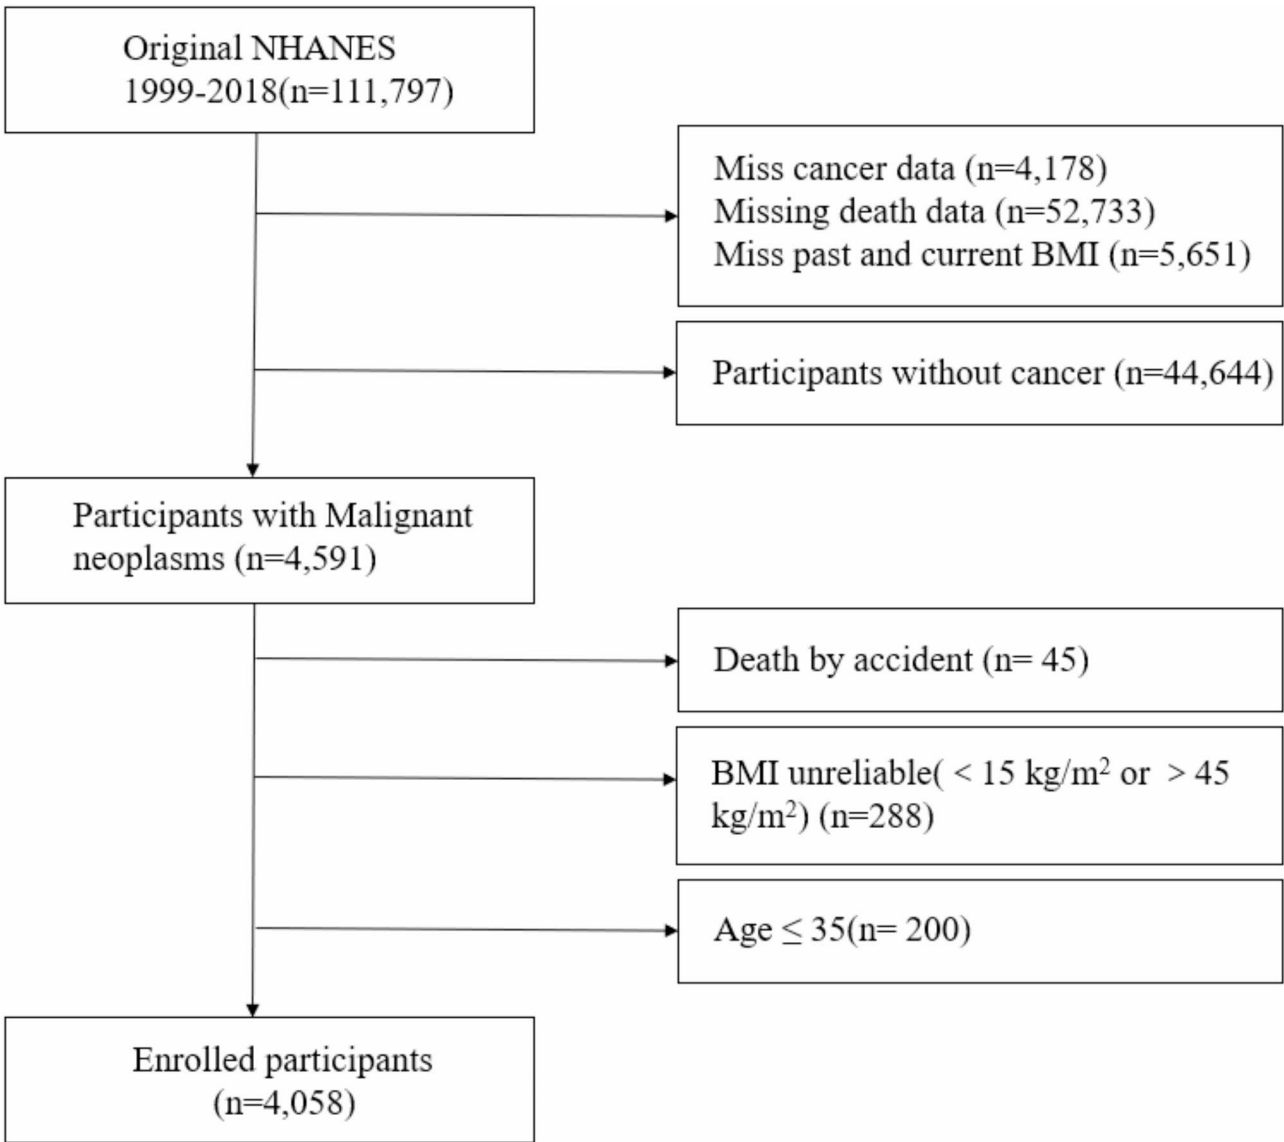 Original NHANES
1999-2018(n=111,797)
Miss cancer data (n=4,178)
Missing death data (n=52,733)
Miss past and current BMI (n=5,651)
Participants without cancer (n=44,644)
Participants with Malignant
neoplasms (n=4,591)
Death by accident (n= 45)
BMI unreliable( < 15 kg/m² or  > 45
kg/m²) (n=288)
Age ≤ 35(n= 200)
Enrolled participants
(n=4,058)